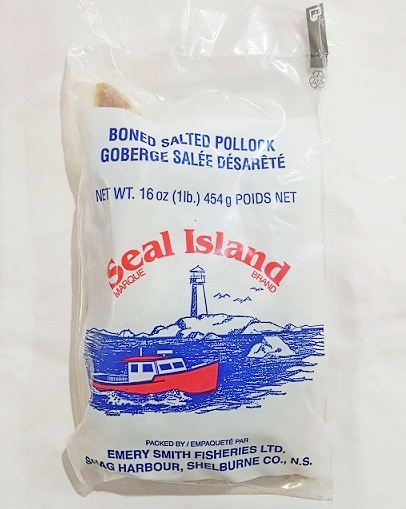 BONED SALTED POLLOCK
GOBERGE SALÉE DÉSARÊTÉ
NET WT. 16 oz (1lb.) 454 g POIDS NET
Seal Island
MARQUE BRAND
PACKED BY / EMPAQUETÉ PAR
EMERY SMITH FISHERIES LTD.
SHAG HARBOUR, SHELBURNE CO., N.S.